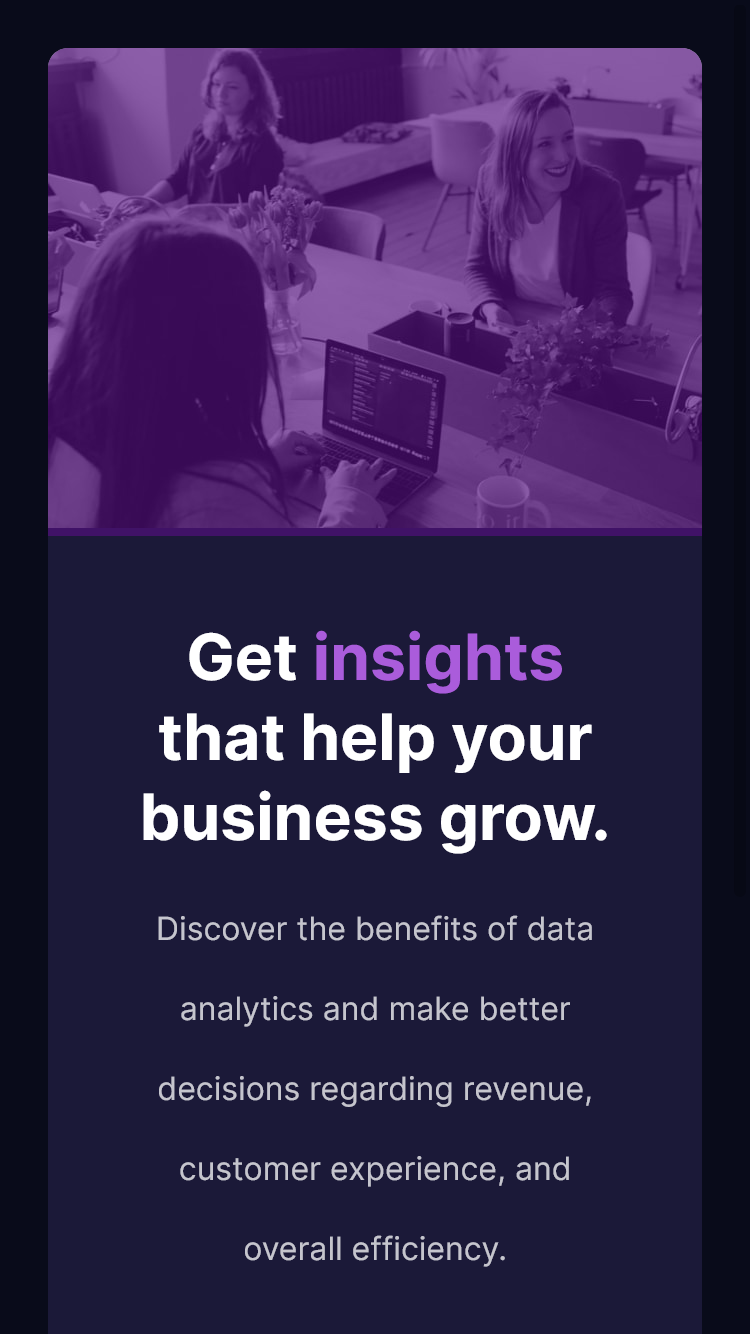 Get insights
that help your
business grow.
Discover the benefits of data
analytics and make better
decisions regarding revenue,
customer experience, and
overall efficiency.